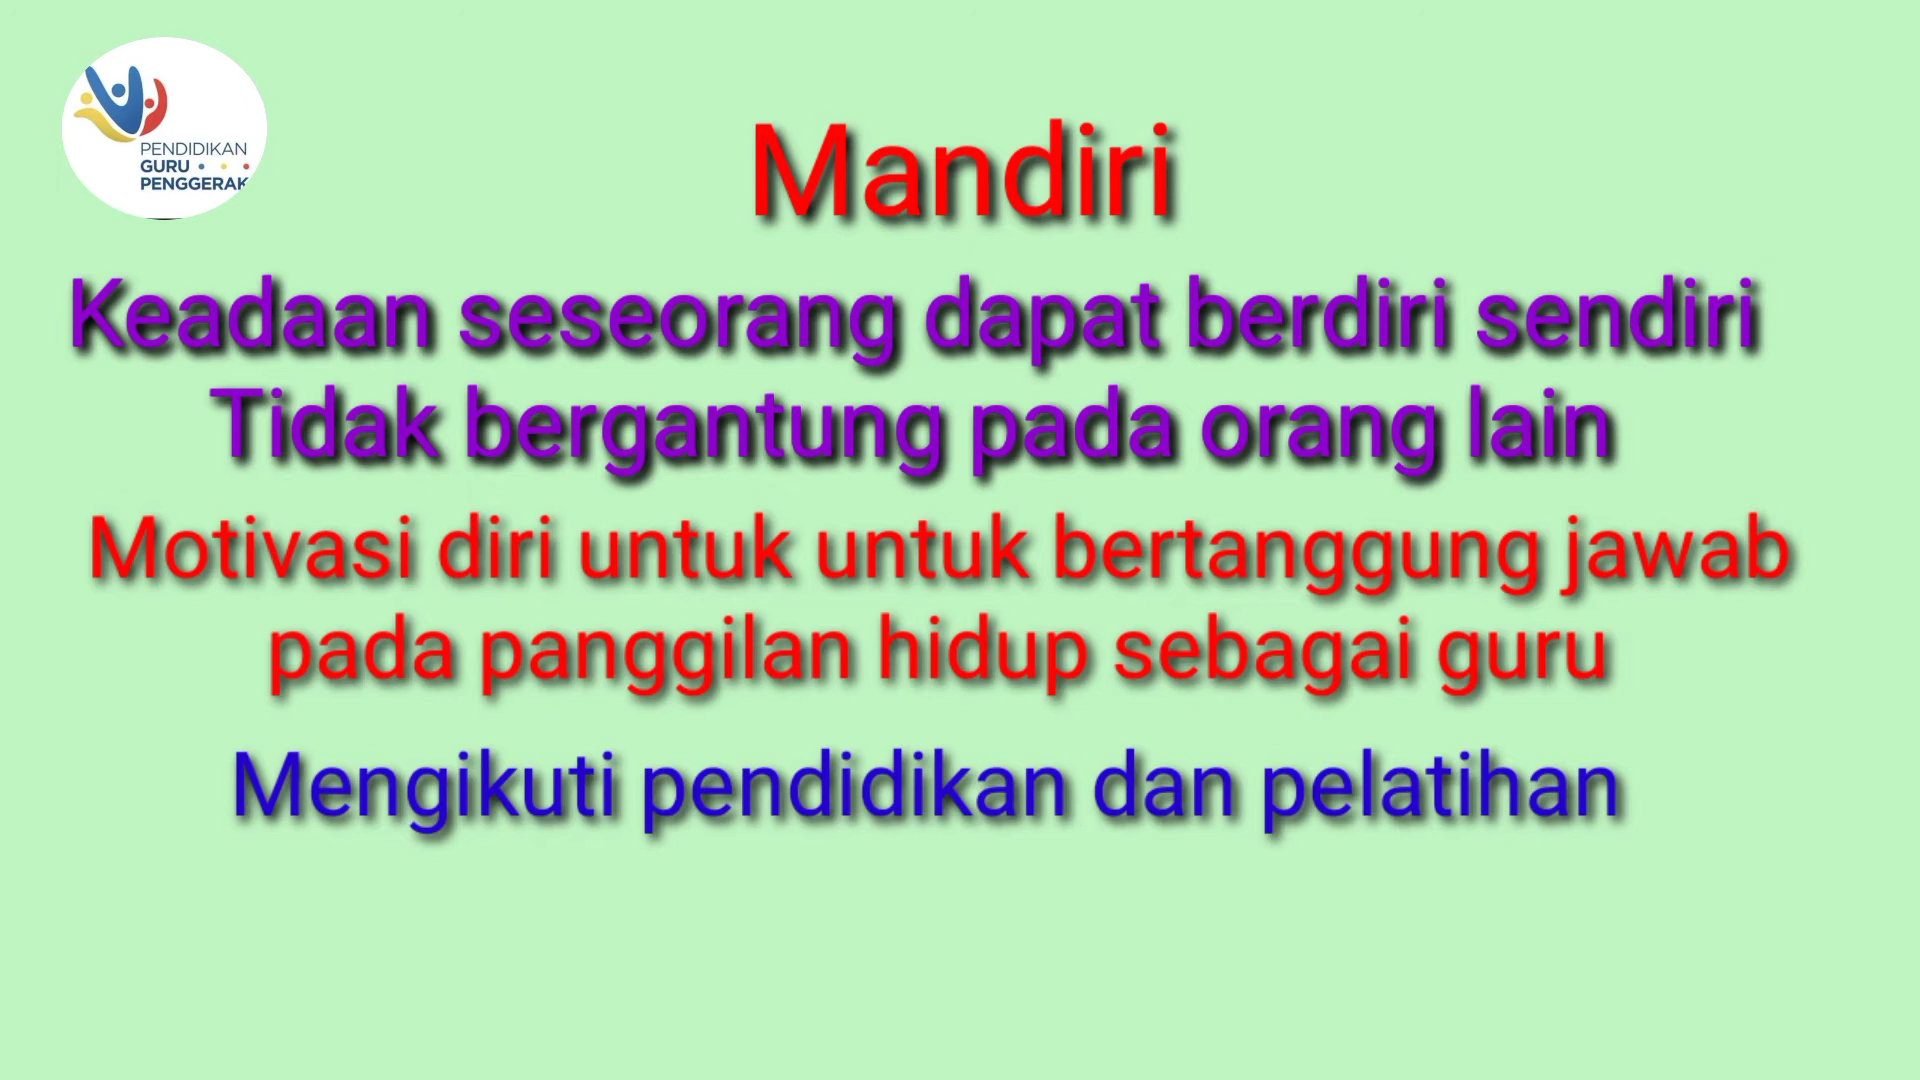 PENDIDIKAN
GURU
PENGGERAK
Mandiri
Keadaan seseorang dapat berdiri sendiri
Tidak bergantung pada orang lain
Motivasi diri untuk untuk bertanggung jawab
pada panggilan hidup sebagai guru
Mengikuti pendidikan dan pelatihan